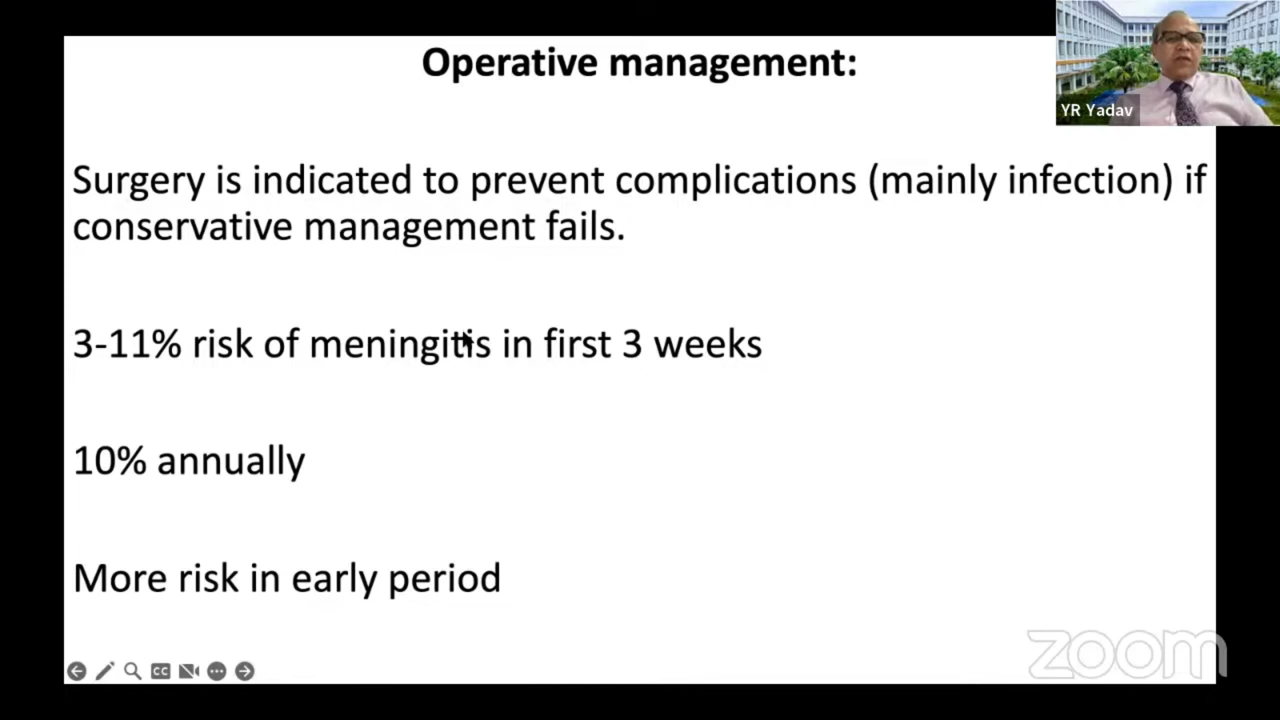 Operative management:
YR Yadav
Surgery is indicated to prevent complications (mainly infection) if
conservative management fails.
3-11% risk of meningitis in first 3 weeks
10% annually
More risk in early period
CC
zoom